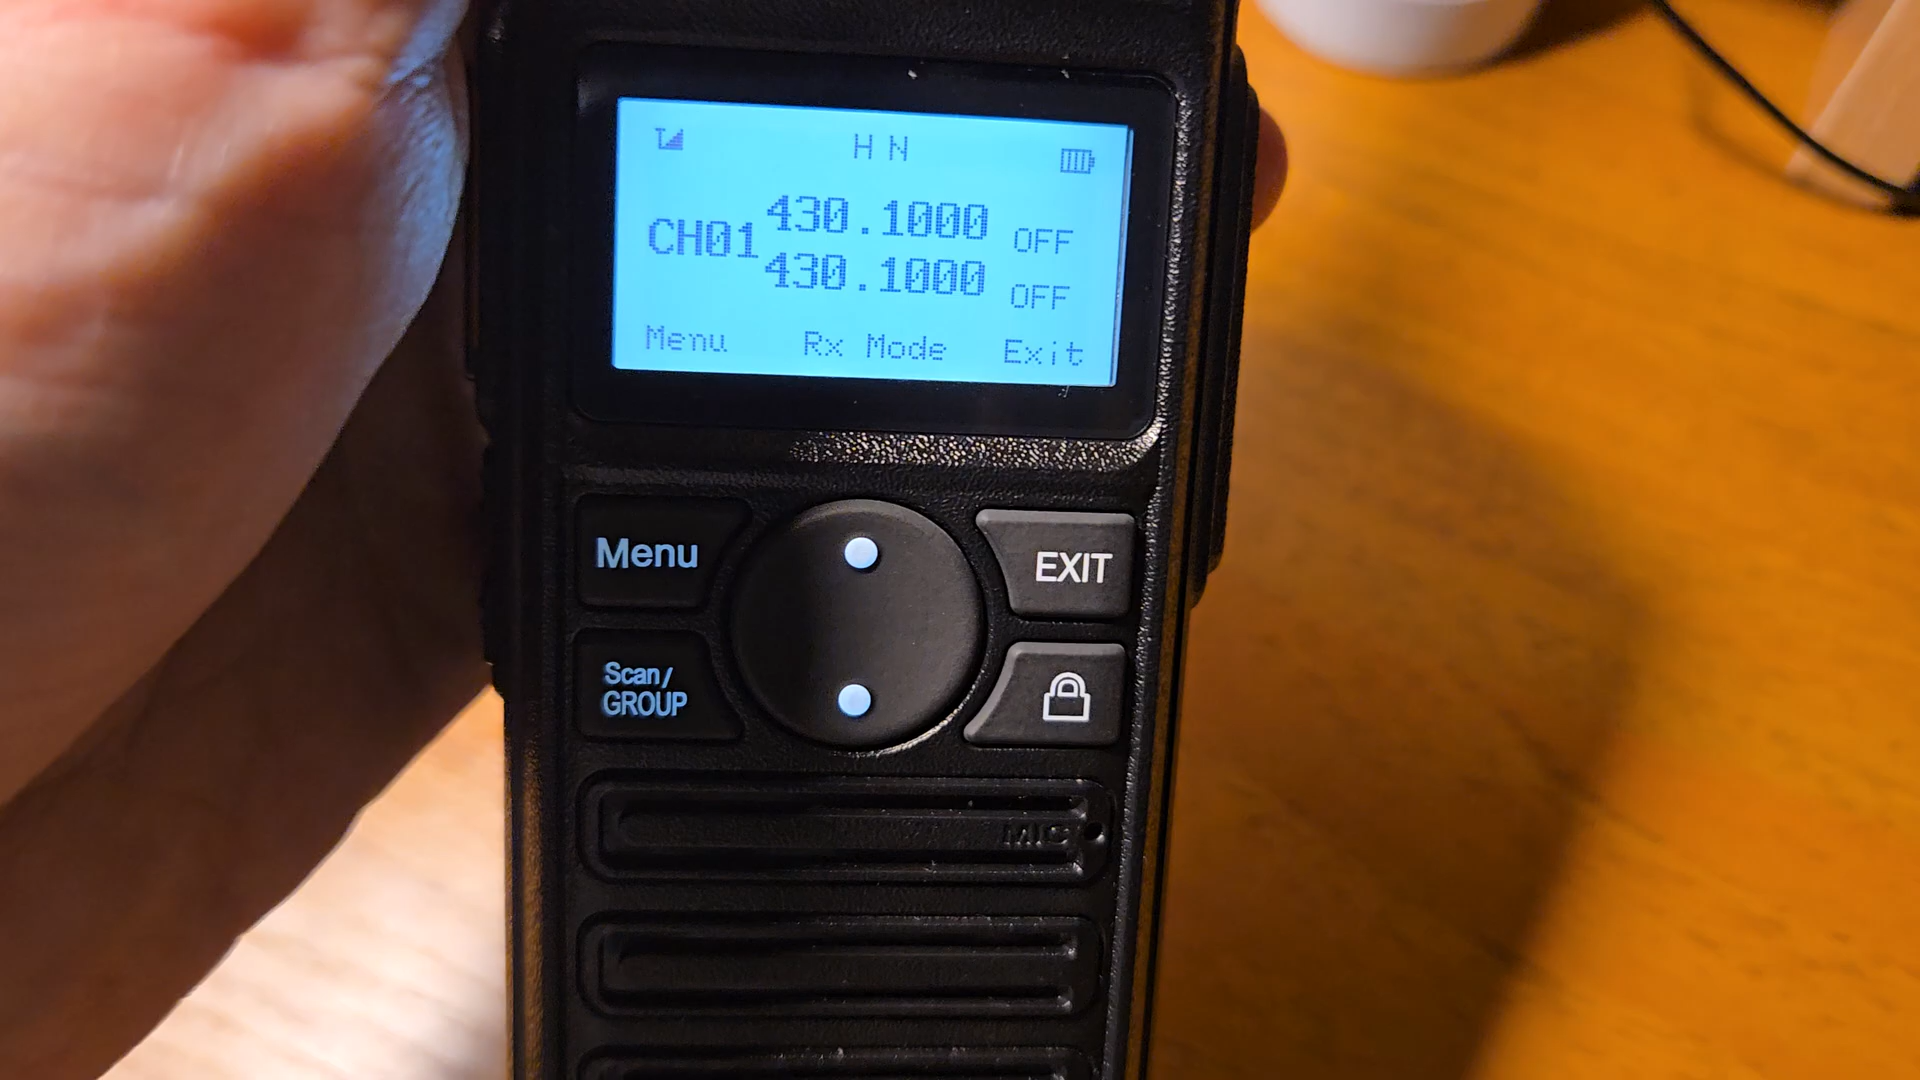 H N
CH01 430.1000 OFF
430.1000 OFF
Menu Rx Mode Exit
Menu EXIT
Scan/
GROUP
MIC